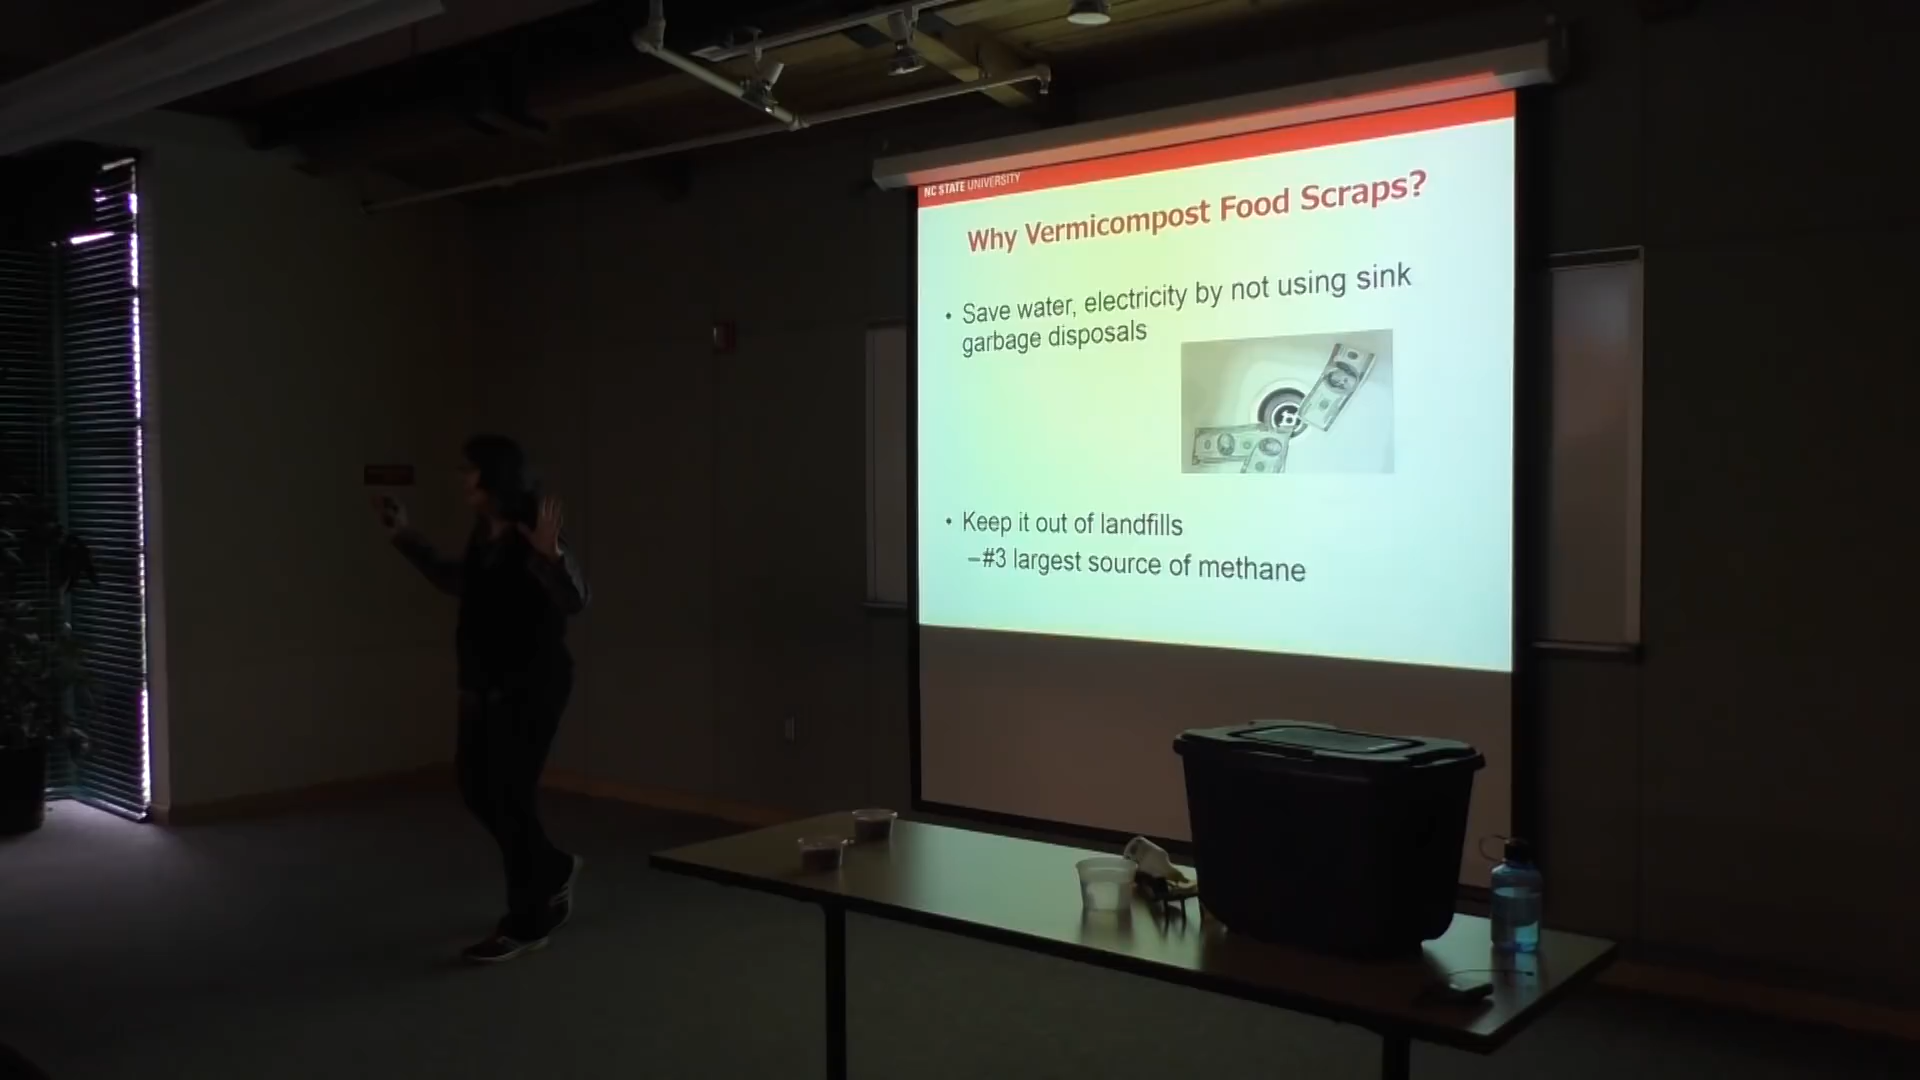 NC STATE UNIVERSITY
Why Vermicompost Food Scraps?
• Save water, electricity by not using sink
garbage disposals
• Keep it out of landfills
–#3 largest source of methane